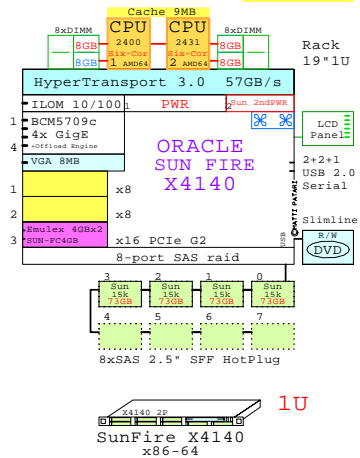 Cache 9MB
8xDIMM CPU CPU 8xDIMM
8GB 2400 2431 8GB
Six-Cor Six-Cor
8GB 1 AMD64 2 AMD64 8GB
Rack
19"1U
HyperTransport 3.0 57GB/s
ILOM 10/100 1 PWR 2 Sun 2ndPWR
1 BCM5709c
4x GigE
4 +Offload Engine
VGA 8MB
ORACLE
SUN FIRE
X4140
LCD
Panel
2+2+1
USB 2.0
Serial
1 x8
2 x8
Emulex 4GBx2
3 SUN-FC4GB x16 PCIe G2
USB
©MATTI PATARI
Slimline
R/W
DVD
8-port SAS raid
3 2 1 0
Sun Sun Sun Sun
15k 15k 15k 15k
73GB 73GB 73GB 73GB
4 5 6 7
8xSAS 2.5" SFF HotPlug
X4140 2P
1U
SunFire X4140
x86-64